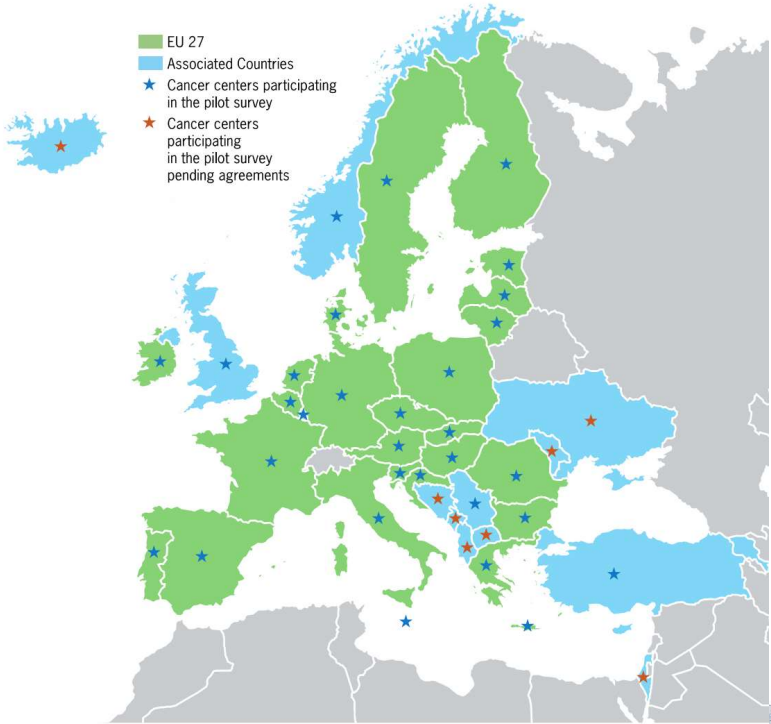 EU 27
Associated Countries
Cancer centers participating
in the pilot survey
Cancer centers
participating
in the pilot survey
pending agreements